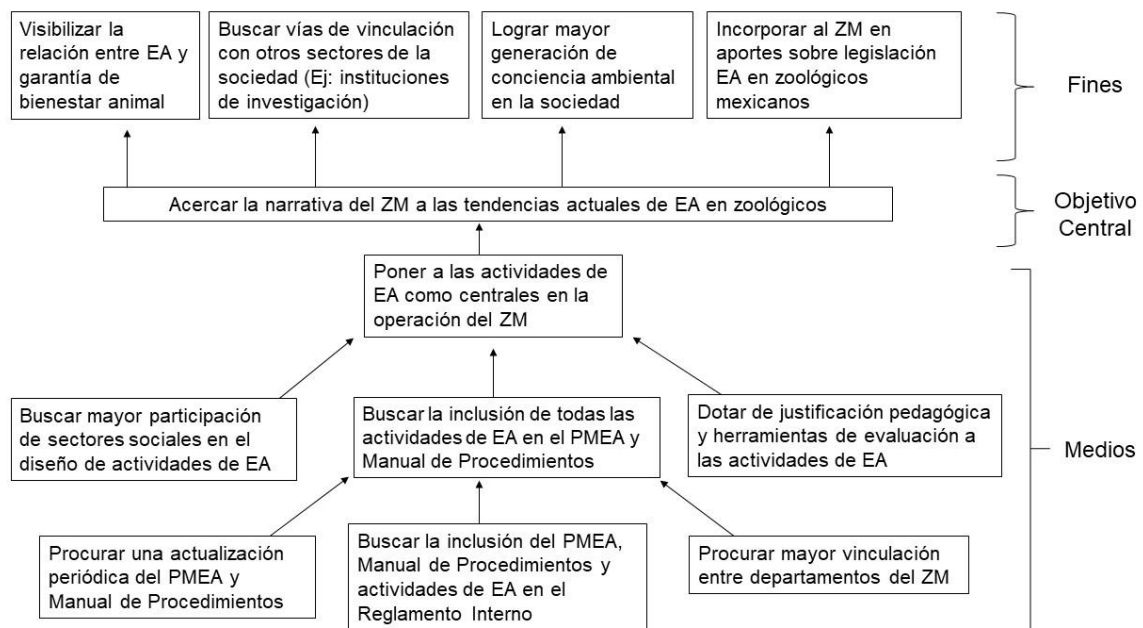 Visibilizar la
relación entre EA y
garantía de
bienestar animal
Buscar vías de vinculación
con otros sectores de la
sociedad (Ej: instituciones
de investigación)
Lograr mayor
generación de
conciencia ambiental
en la sociedad
Incorporar al ZM en
aportes sobre legislación
EA en zoológicos
mexicanos
Fines
Acercar la narrativa del ZM a las tendencias actuales de EA en zoológicos
Objetivo
Central
Poner a las actividades de
EA como centrales en la
operación del ZM
Buscar mayor participación
de sectores sociales en el
diseño de actividades de EA
Buscar la inclusión de todas las
actividades de EA en el PMEA y
Manual de Procedimientos
Dotar de justificación pedagógica
y herramientas de evaluación a
las actividades de EA
Medios
Procurar una actualización
periódica del PMEA y
Manual de Procedimientos
Buscar la inclusión del PMEA,
Manual de Procedimientos y
actividades de EA en el
Reglamento Interno
Procurar mayor vinculación
entre departamentos del ZM